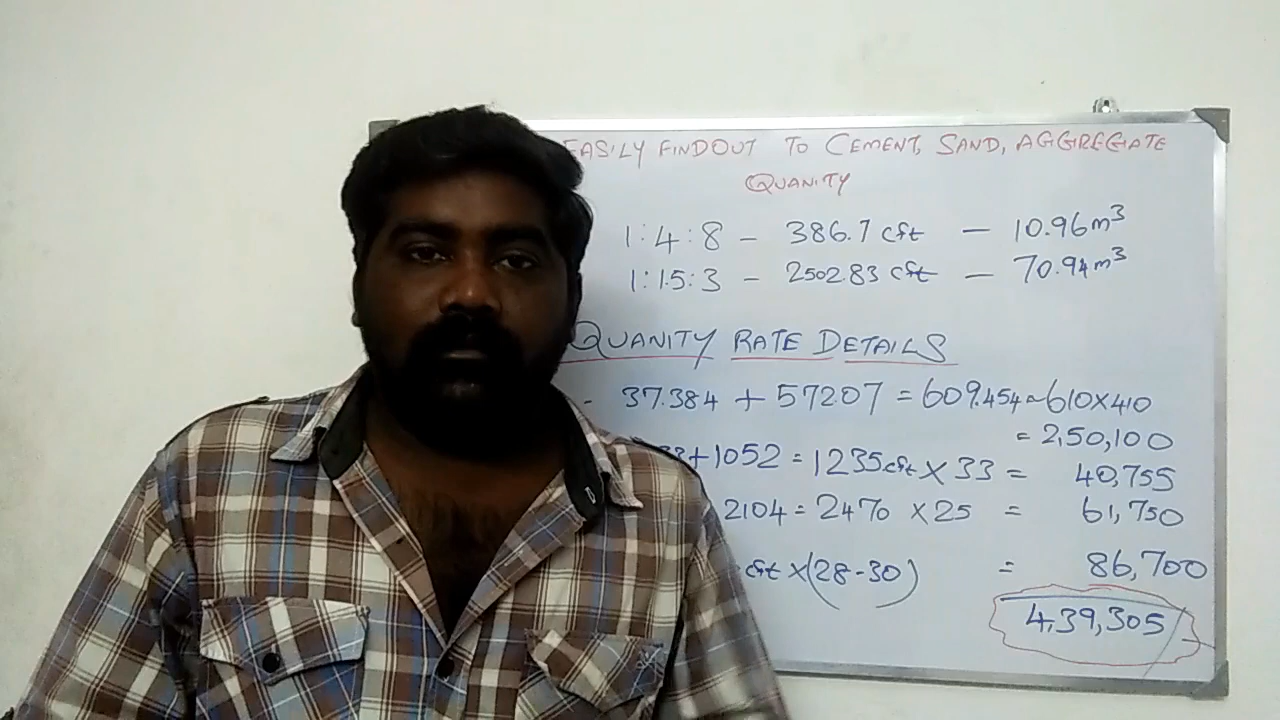 EASILY FINDOUT TO CEMENT, SAND, AGGREGATE
QUANITY
1:4:8 - 386.7 cft - 10.96m³
1:1.5:3 - 2502.83 cft - 70.94m³
QUANITY RATE DETAILS
- 37.384 + 572.07 = 609.454 ≈ 610×410
= 2,50,100
+1052 = 1235cft × 33 = 40,755
2104 = 2470 × 25 = 61,750
cft ×(28-30) = 86,700
4,39,305